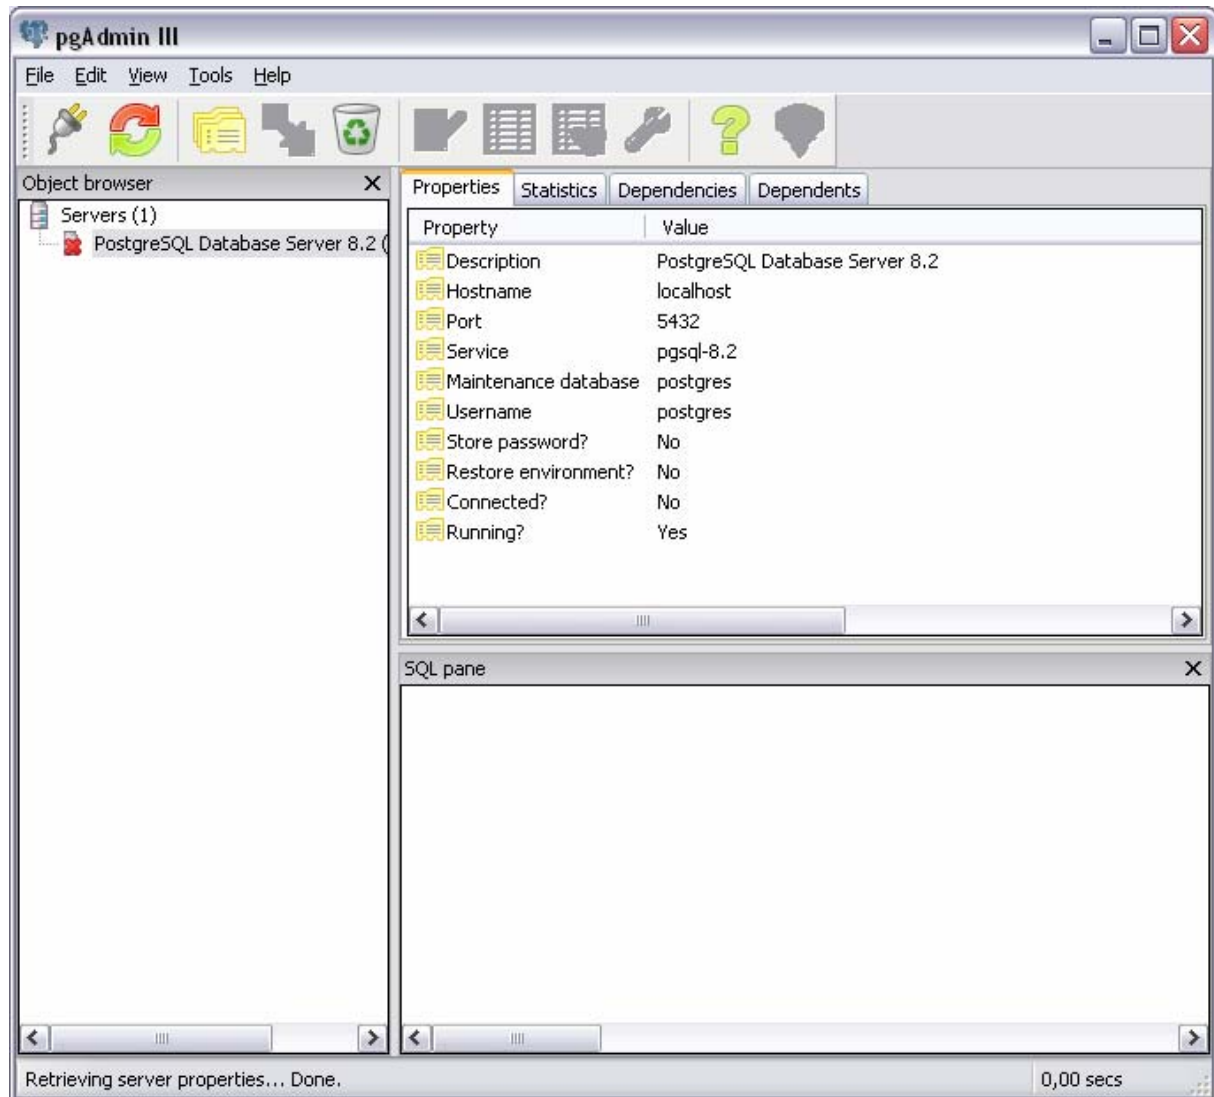 pgAdmin III
File Edit View Tools Help
Object browser
Servers (1)
PostgreSQL Database Server 8.2 (
Properties Statistics Dependencies Dependents
Property Value
Description PostgreSQL Database Server 8.2
Hostname localhost
Port 5432
Service pgsql-8.2
Maintenance database postgres
Username postgres
Store password? No
Restore environment? No
Connected? No
Running? Yes
SQL pane
Retrieving server properties... Done. 0,00 secs